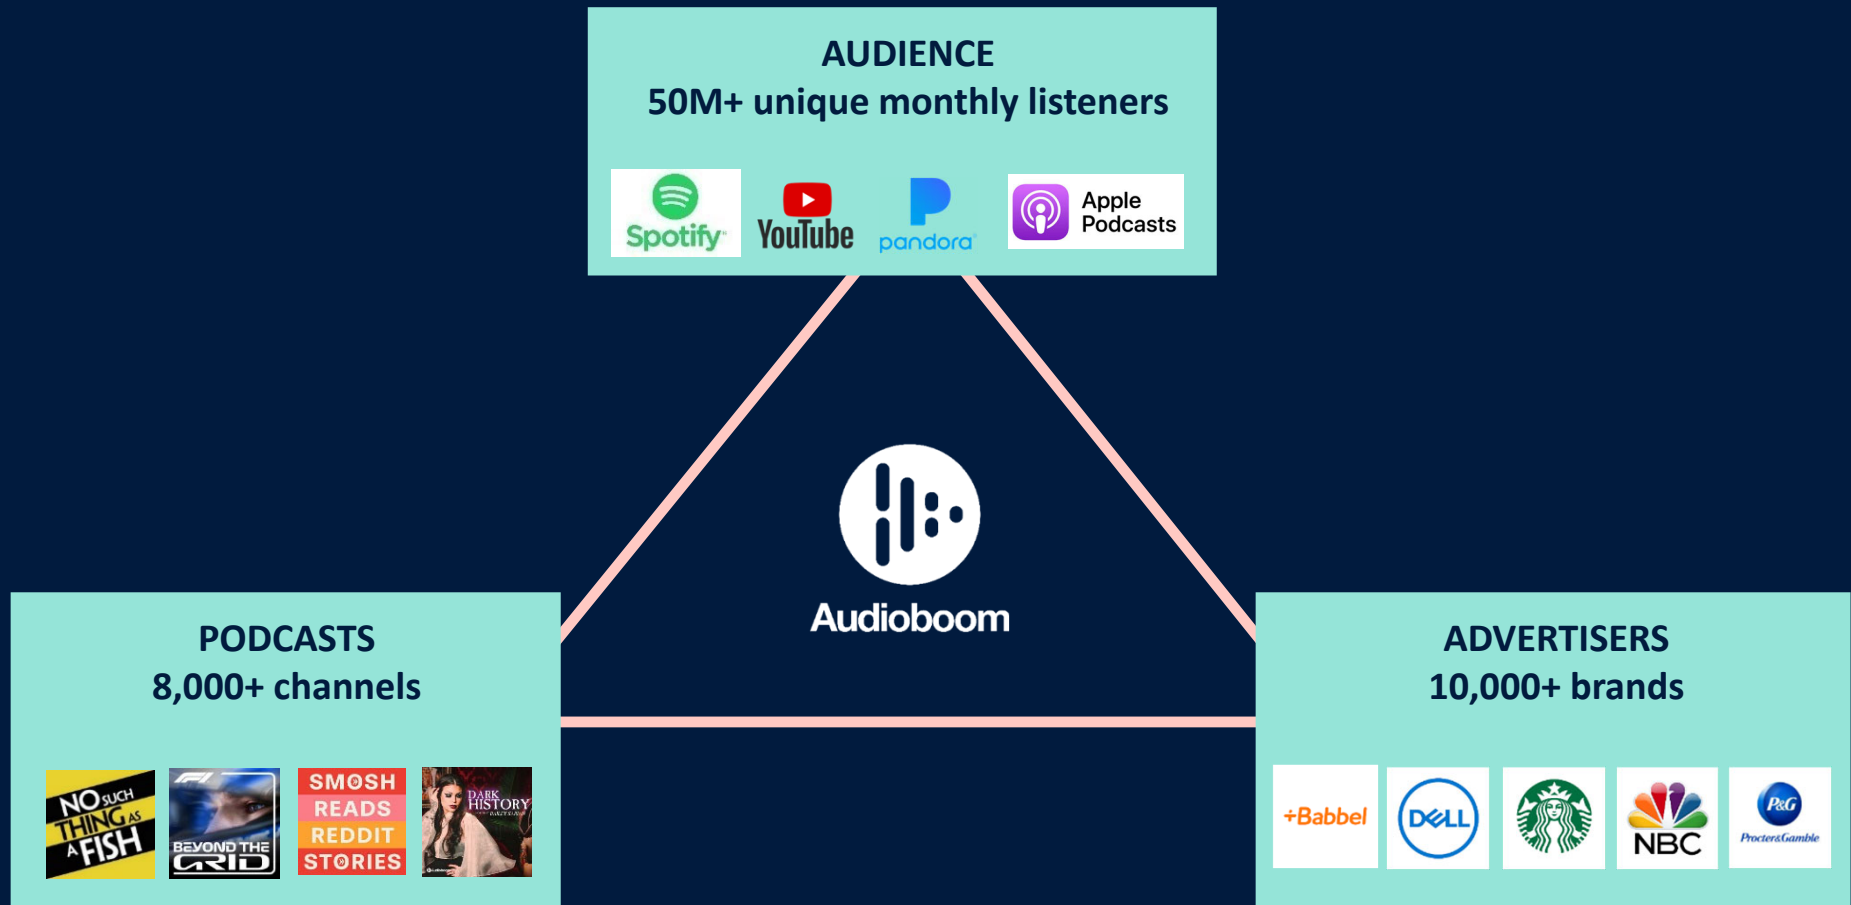 AUDIENCE
50M+ unique monthly listeners
Spotify
YouTube
pandora
Apple
Podcasts
Audioboom
PODCASTS
8,000+ channels
NO SUCH
THING AS
A FISH
F1
BEYOND THE
GRID
SMOSH
READS
REDDIT
STORIES
DARK
HISTORY
ADVERTISERS
10,000+ brands
+Babbel
DELL
NBC
P&G
Procter&Gamble